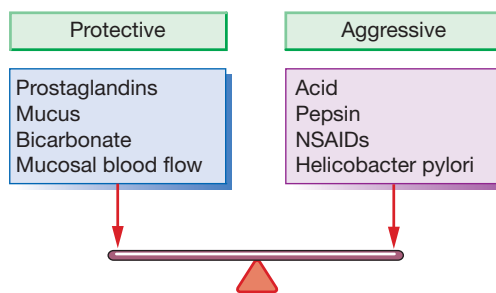 Protective
Prostaglandins
Mucus
Bicarbonate
Mucosal blood flow
Aggressive
Acid
Pepsin
NSAIDs
Helicobacter pylori